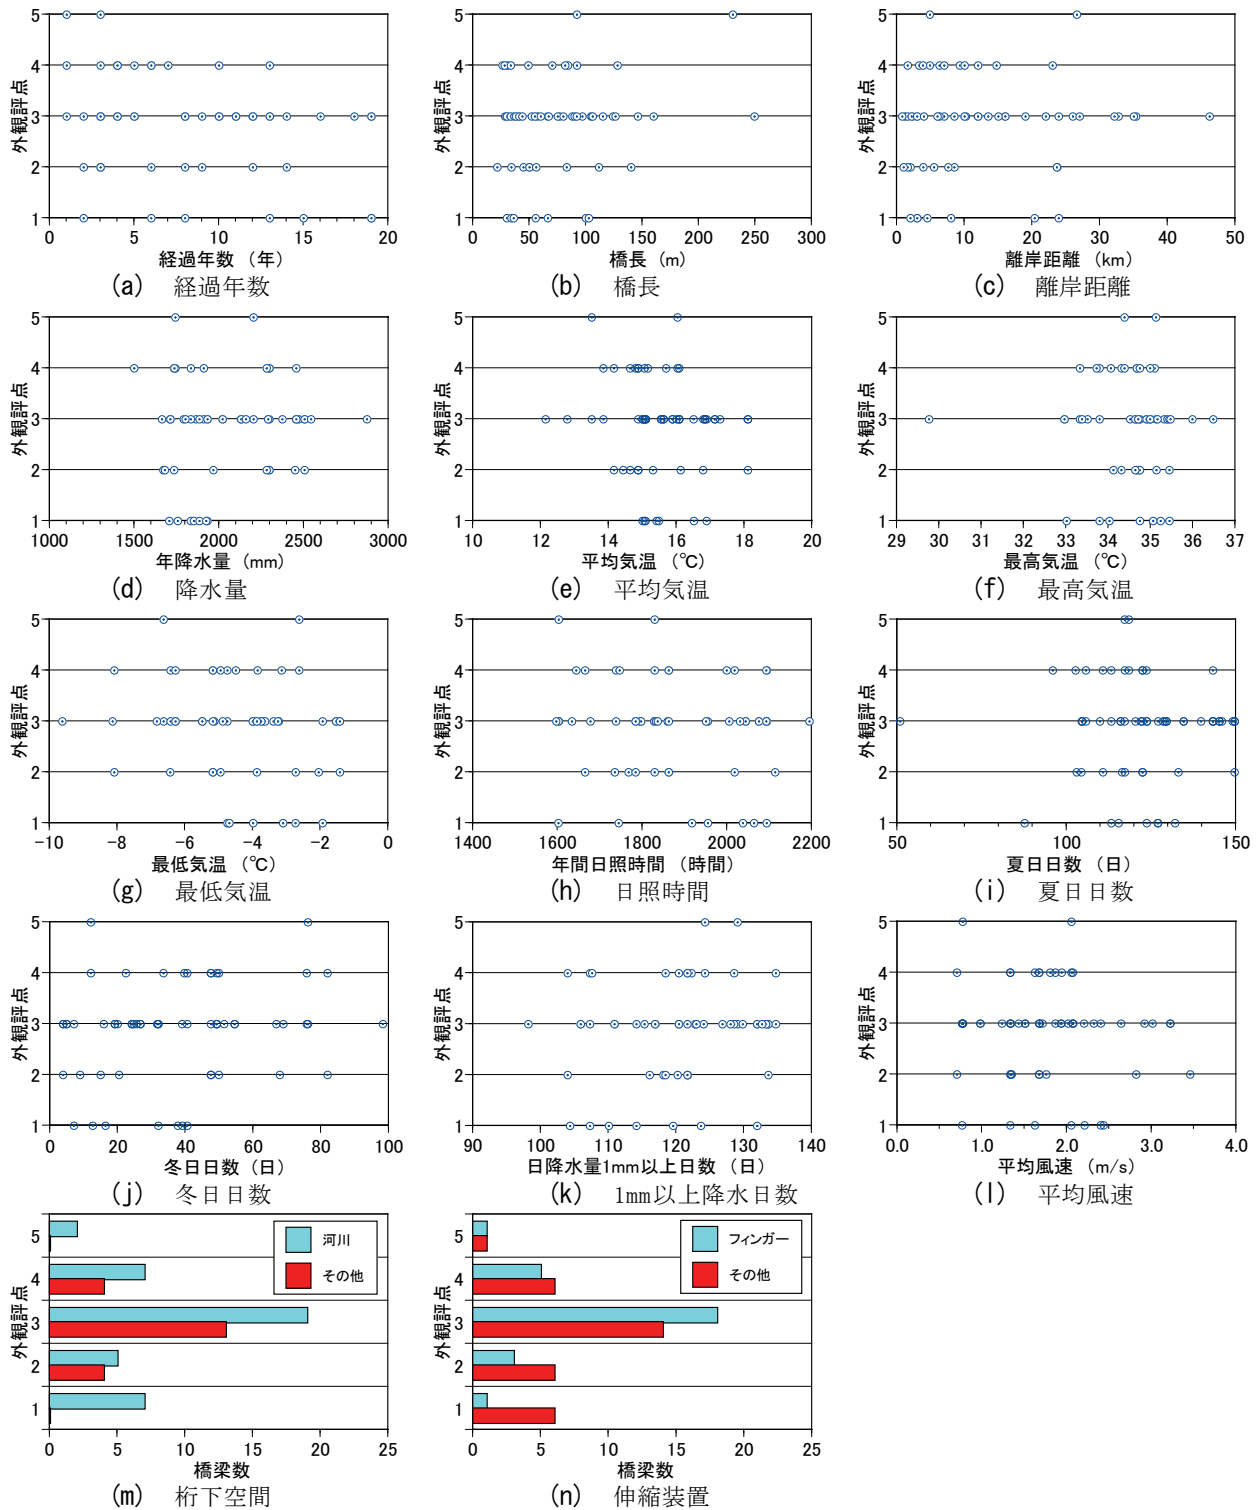 外観評点
5
4
3
2
1
0 5 10 15 20
経過年数 (年)
(a) 経過年数
外観評点
5
4
3
2
1
0 50 100 150 200 250 300
橋長 (m)
(b) 橋長
外観評点
5
4
3
2
1
0 10 20 30 40 50
離岸距離 (km)
(c) 離岸距離
外観評点
5
4
3
2
1
1000 1500 2000 2500 3000
年降水量 (mm)
(d) 降水量
外観評点
5
4
3
2
1
10 12 14 16 18 20
平均気温 (℃)
(e) 平均気温
外観評点
5
4
3
2
1
29 30 31 32 33 34 35 36 37
最高気温 (℃)
(f) 最高気温
外観評点
5
4
3
2
1
-10 -8 -6 -4 -2 0
最低気温 (℃)
(g) 最低気温
外観評点
5
4
3
2
1
1400 1600 1800 2000 2200
年間日照時間 (時間)
(h) 日照時間
外観評点
5
4
3
2
1
50 100 150
夏日日数 (日)
(i) 夏日日数
外観評点
5
4
3
2
1
0 20 40 60 80 100
冬日日数 (日)
(j) 冬日日数
外観評点
5
4
3
2
1
90 100 110 120 130 140
日降水量1mm以上日数 (日)
(k) 1mm以上降水日数
外観評点
5
4
3
2
1
0.0 1.0 2.0 3.0 4.0
平均風速 (m/s)
(l) 平均風速
外観評点
5
4
3
2
1
河川
その他
0 5 10 15 20 25
橋梁数
(m) 桁下空間
外観評点
5
4
3
2
1
フィンガー
その他
0 5 10 15 20 25
橋梁数
(n) 伸縮装置